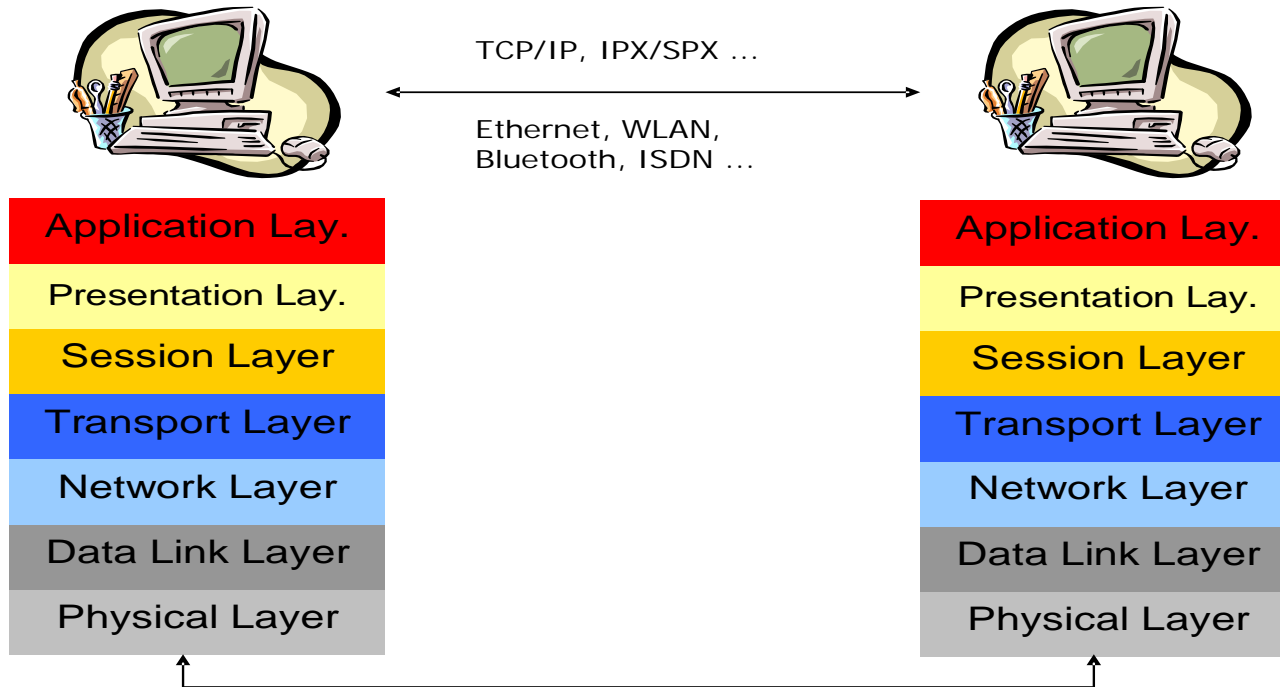 TCP/IP, IPX/SPX ...
Ethernet, WLAN,
Bluetooth, ISDN ...
Application Lay.
Presentation Lay.
Session Layer
Transport Layer
Network Layer
Data Link Layer
Physical Layer
Application Lay.
Presentation Lay.
Session Layer
Transport Layer
Network Layer
Data Link Layer
Physical Layer